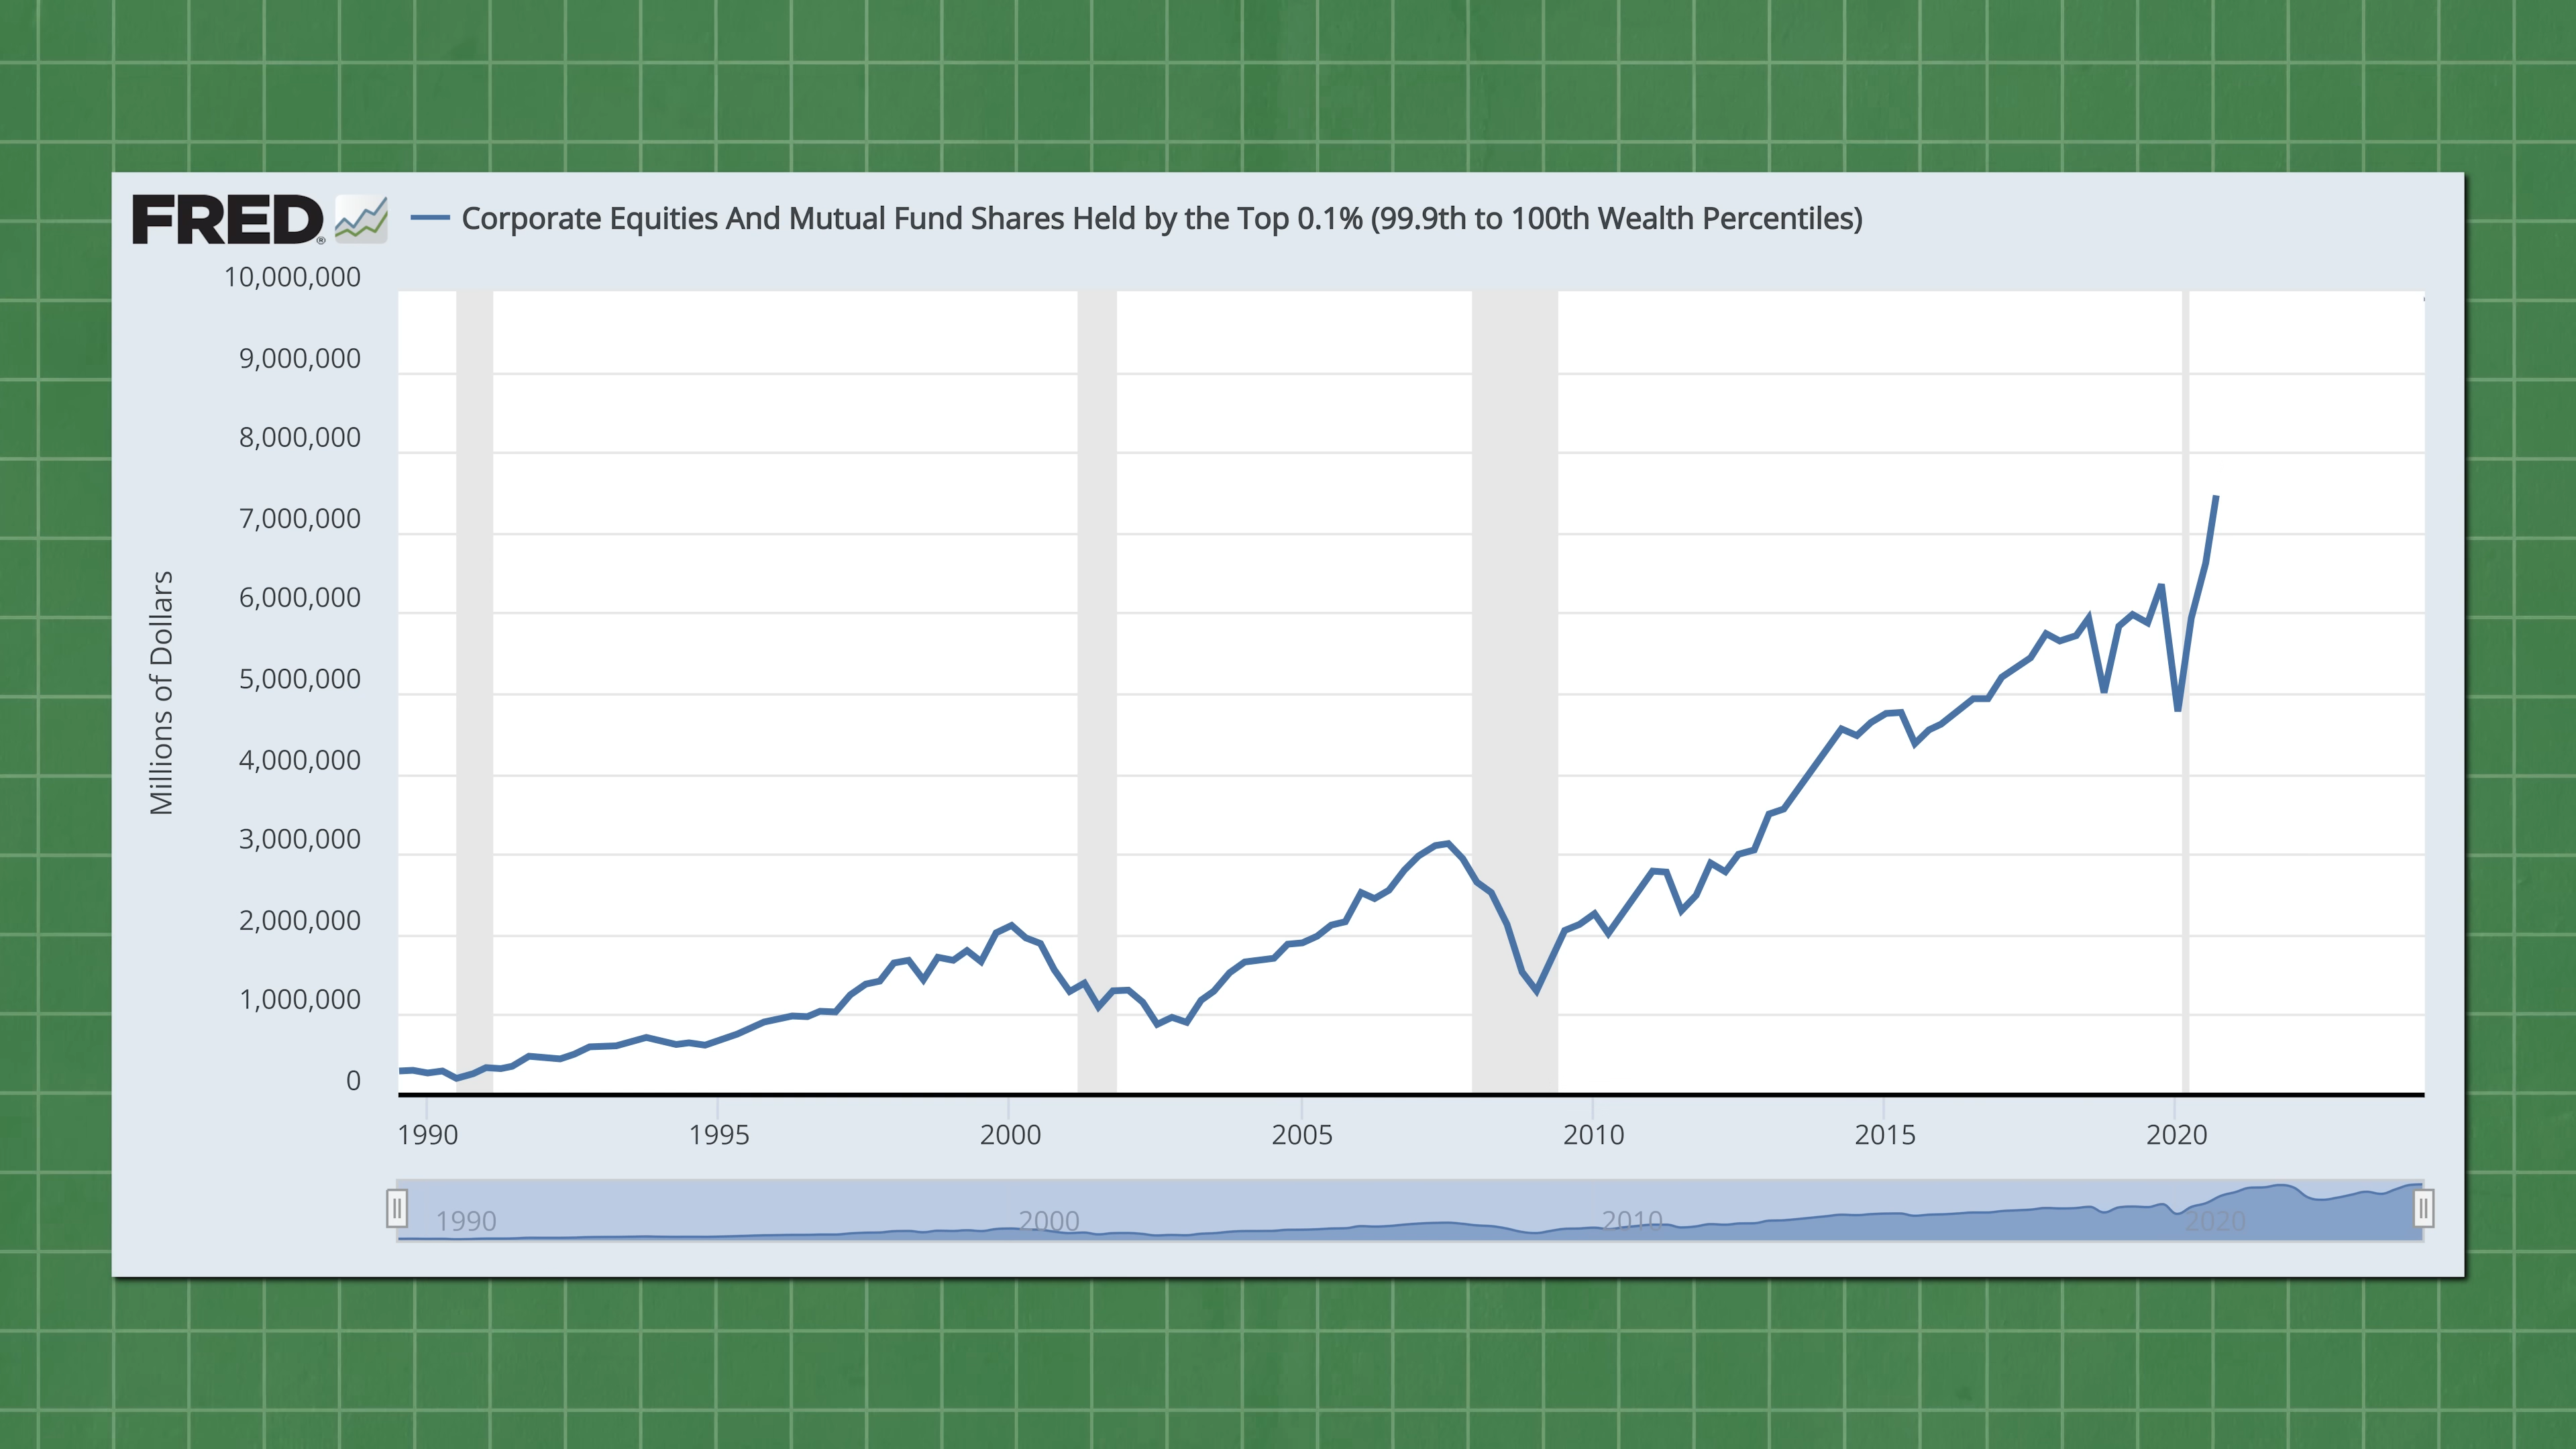 FRED® Corporate Equities And Mutual Fund Shares Held by the Top 0.1% (99.9th to 100th Wealth Percentiles)
10,000,000
9,000,000
8,000,000
7,000,000
6,000,000
5,000,000
4,000,000
3,000,000
2,000,000
1,000,000
0
Millions of Dollars
1990 1995 2000 2005 2010 2015 2020
1990 2000 2010 2020